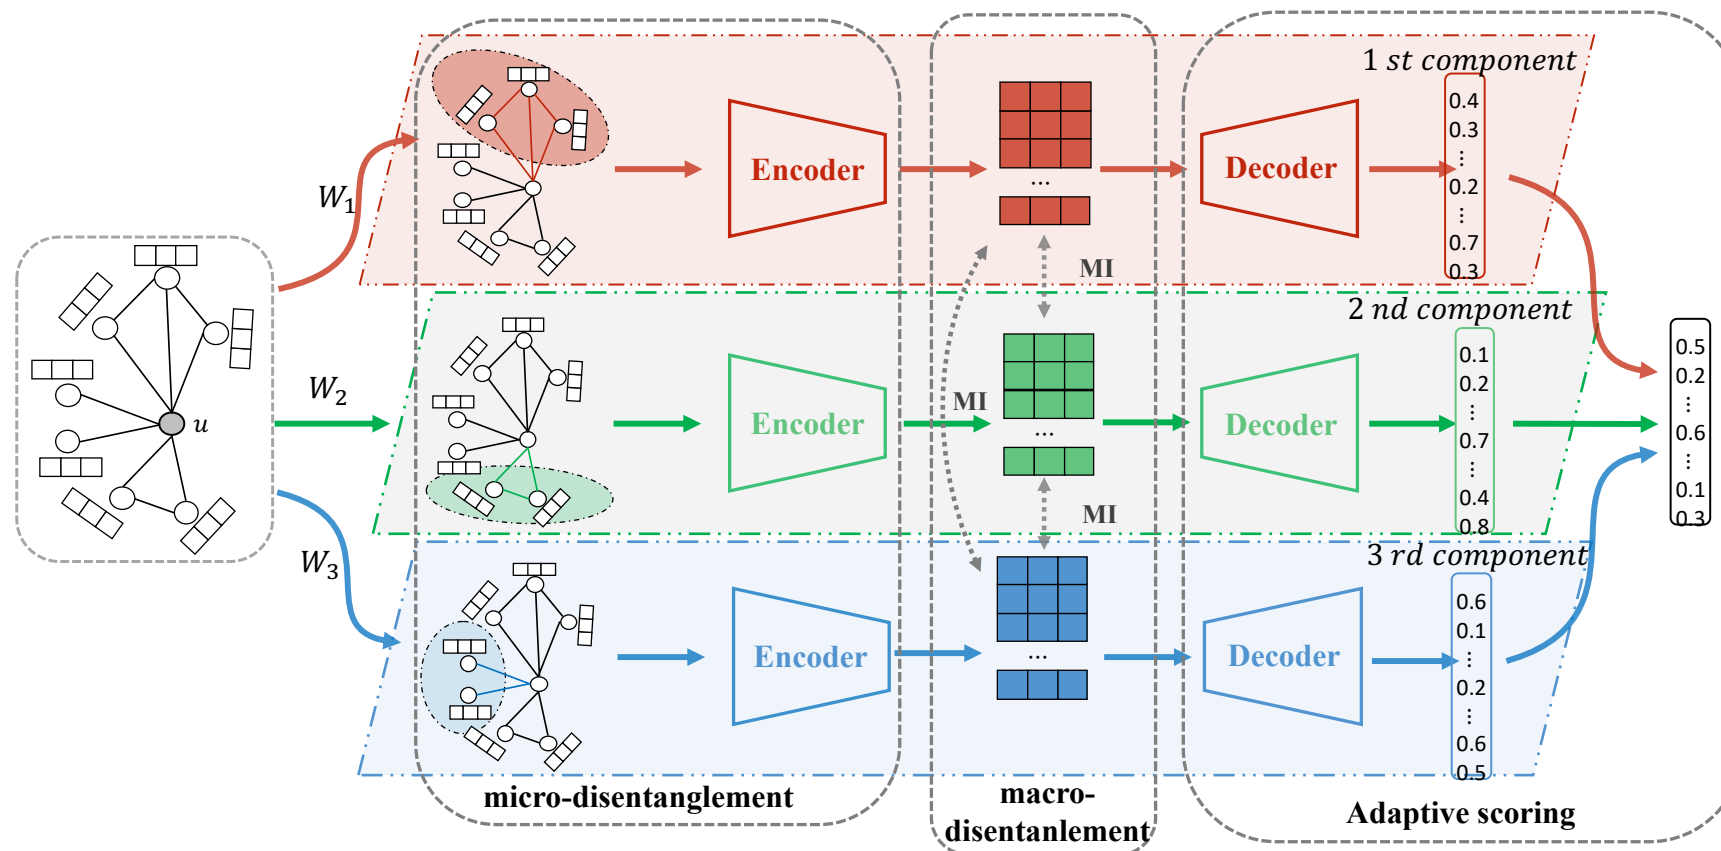 1 st component
0.4
0.3
...
0.2
...
0.7
0.3
Encoder
Decoder
...
W1
MI
u
W2
2 nd component
0.1
0.2
...
0.7
...
0.4
0.8
Encoder
MI
Decoder
...
MI
0.5
0.2
...
0.6
...
0.1
0.3
W3
3 rd component
0.6
0.1
...
0.2
...
0.6
0.5
Encoder
Decoder
...
micro-disentanglement
macro-
disentanlement
Adaptive scoring